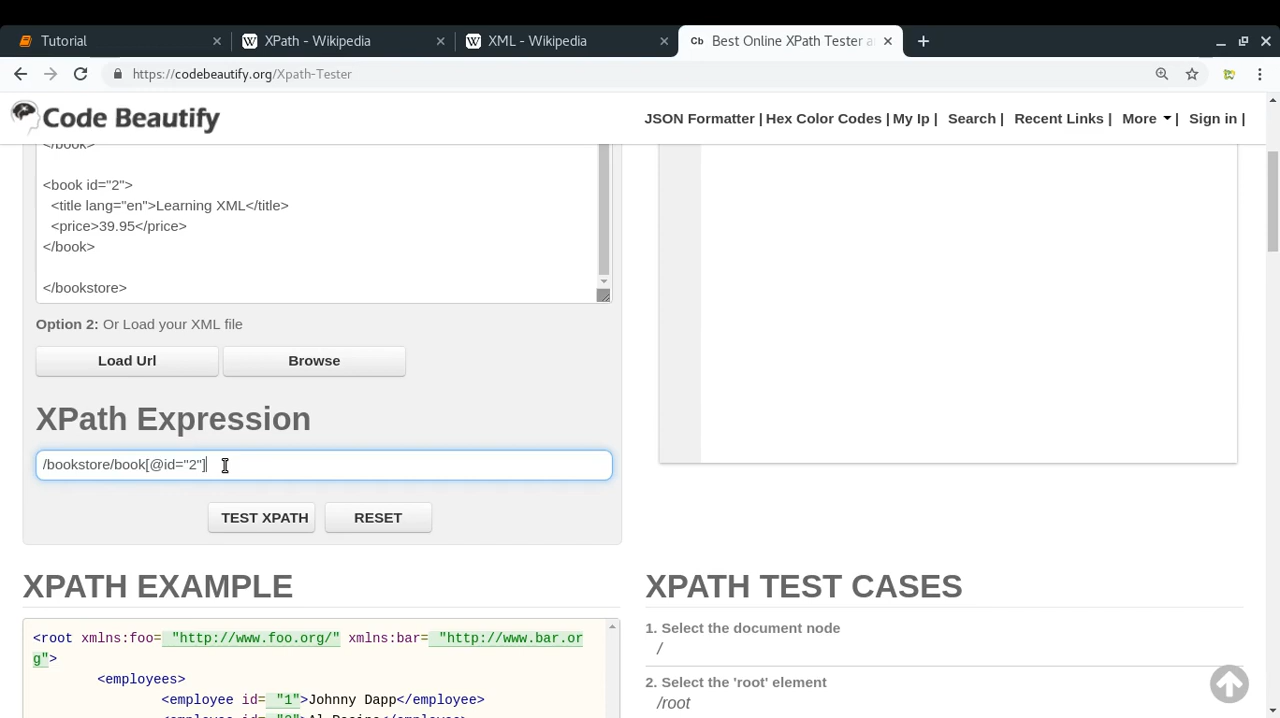 Tutorial
XPath - Wikipedia
XML - Wikipedia
Cb Best Online XPath Tester a
https://codebeautify.org/Xpath-Tester
Code Beautify
JSON Formatter | Hex Color Codes | My Ip | Search | Recent Links | More | Sign in |
</book>
<book id="2">
<title lang="en">Learning XML</title>
<price>39.95</price>
</book>
</bookstore>
Option 2: Or Load your XML file
Load Url
Browse
XPath Expression
/bookstore/book[@id="2"]
TEST XPATH
RESET
XPATH EXAMPLE
<root xmlns:foo= "http://www.foo.org/" xmlns:bar= "http://www.bar.or
g">
<employees>
<employee id= "1">Johnny Dapp</employee>
XPATH TEST CASES
1. Select the document node
/
2. Select the 'root' element
/root